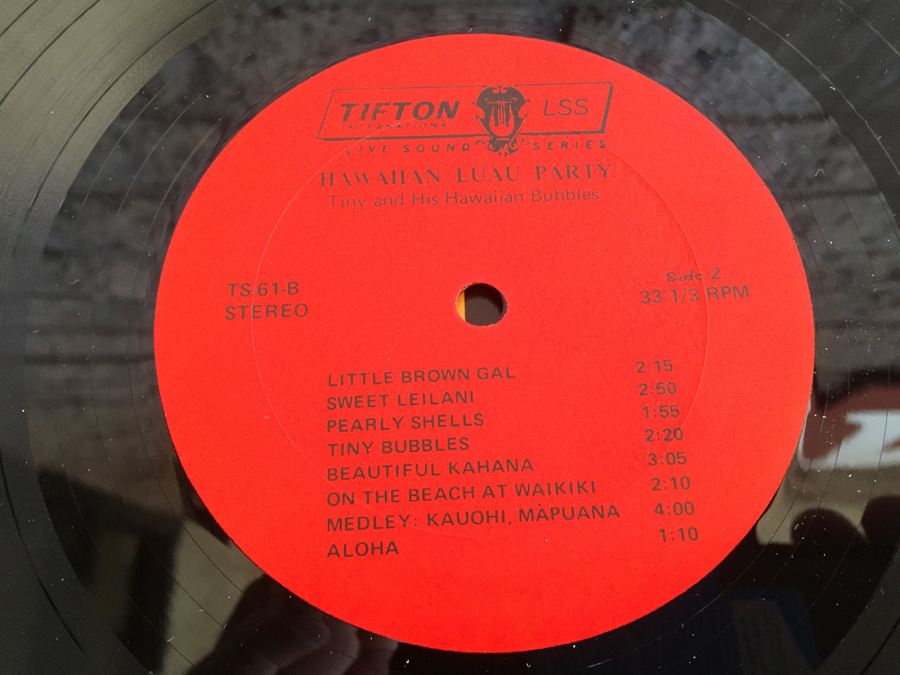 TIFTON LSS
INTERNATIONAL
LIVE SOUND SERIES
HAWAIIAN LUAU PARTY
Tiny and His Hawaiian Bubbles
TS-61-B
STEREO
Side 2
33 1/3 RPM
LITTLE BROWN GAL 2:15
SWEET LEILANI 2:50
PEARLY SHELLS 1:55
TINY BUBBLES 2:20
BEAUTIFUL KAHANA 3:05
ON THE BEACH AT WAIKIKI 2:10
MEDLEY: KAUOHI, MÀPUANA 4:00
ALOHA 1:10